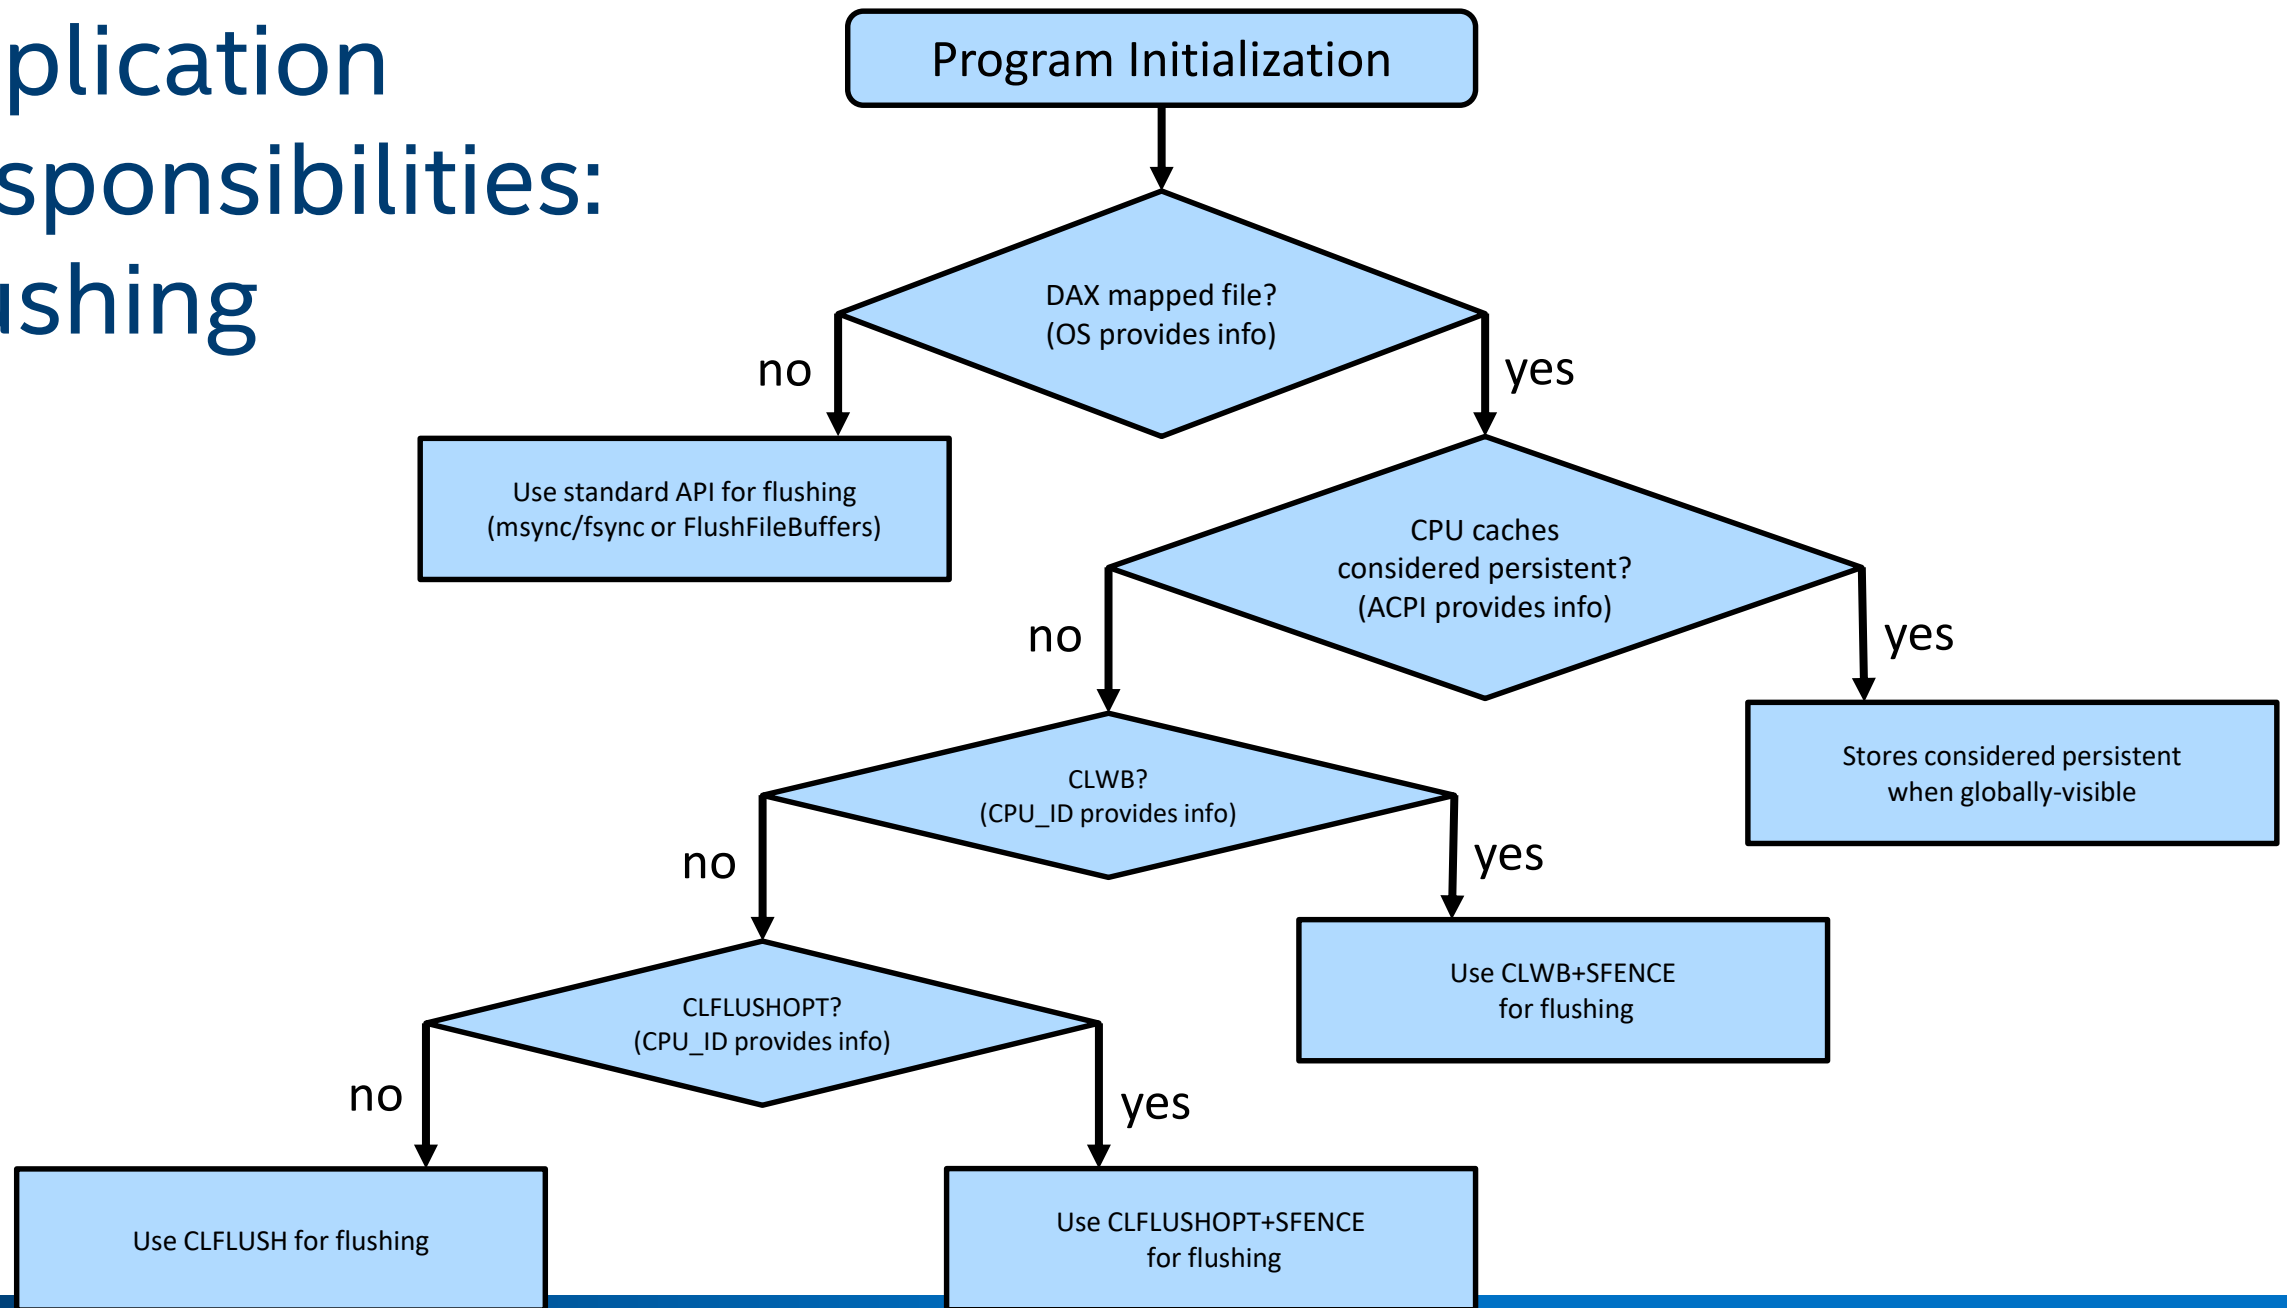 plication
sponsibilities:
ushing
Program Initialization
DAX mapped file?
(OS provides info)
no
yes
Use standard API for flushing
(msync/fsync or FlushFileBuffers)
CPU caches
considered persistent?
(ACPI provides info)
no
yes
Stores considered persistent
when globally-visible
CLWB?
(CPU_ID provides info)
no
yes
Use CLWB+SFENCE
for flushing
CLFLUSHOPT?
(CPU_ID provides info)
no
yes
Use CLFLUSH for flushing
Use CLFLUSHOPT+SFENCE
for flushing